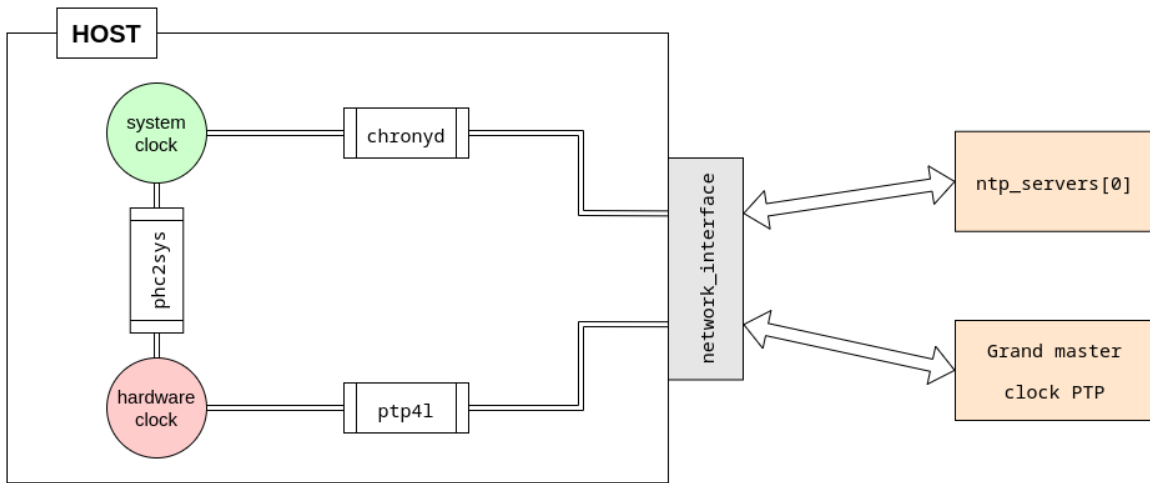 HOST
system
clock
chronyd
ntp_servers[0]
phc2sys
network_interface
Grand master
clock PTP
hardware
clock
ptp4l